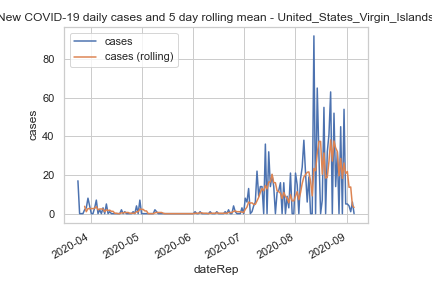 New COVID-19 daily cases and 5 day rolling mean - United_States_Virgin_Islands
cases
cases (rolling)
80
60
40
20
0
cases
2020-04
2020-05
2020-06
2020-07
2020-08
2020-09
dateRep